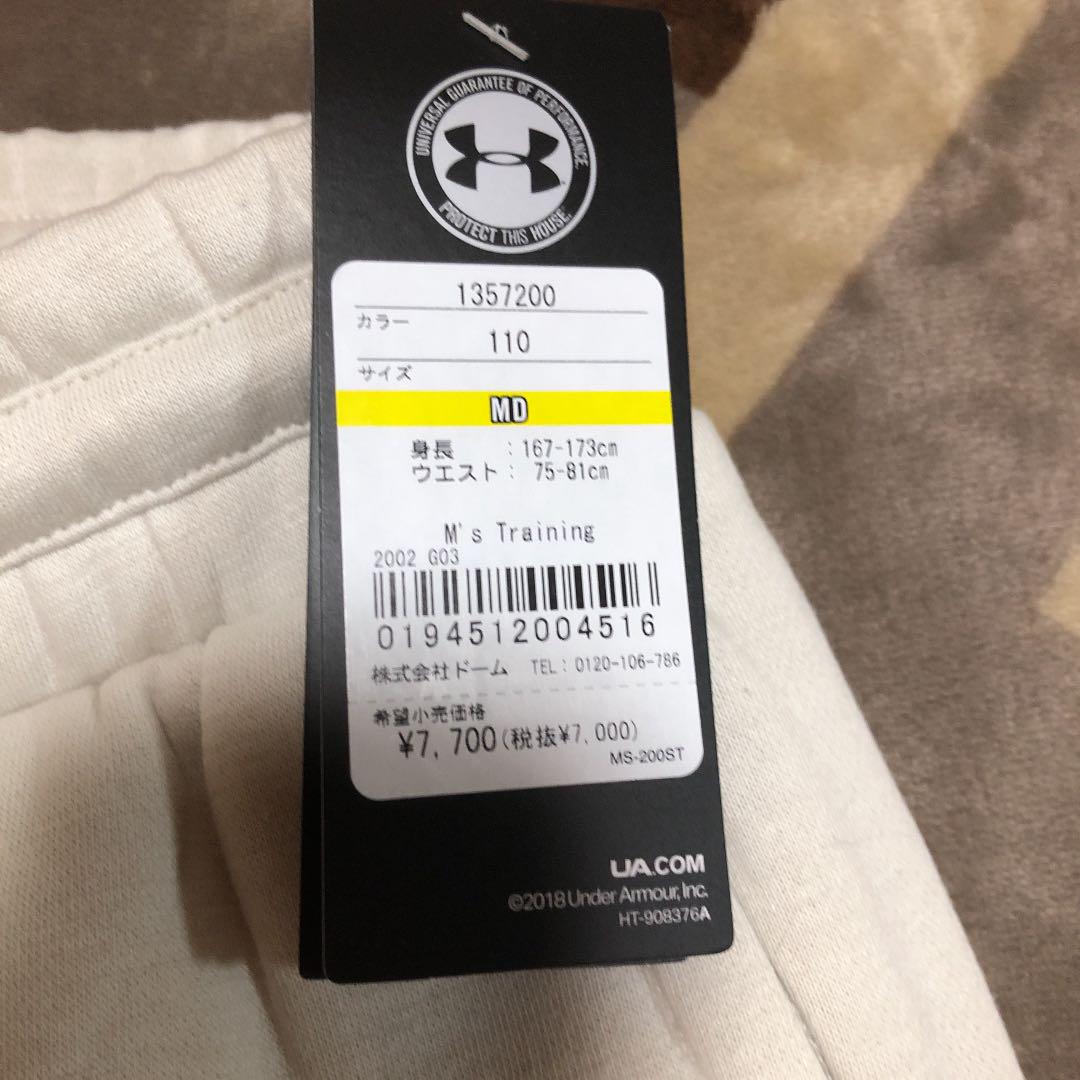 UNIVERSAL GUARANTEE OF PERFORMANCE.
PROTECT THIS HOUSE.
1357200
カラー
110
サイズ
MD
身長 : 167-173cm
ウエスト : 75-81cm
M's Training
2002 G03
0194512004516
株式会社ドーム TEL: 0120-106-786
希望小売価格
¥7,700(税抜¥7,000)
MS-200ST
UA.COM
©2018 Under Armour, Inc.
HT-908376A